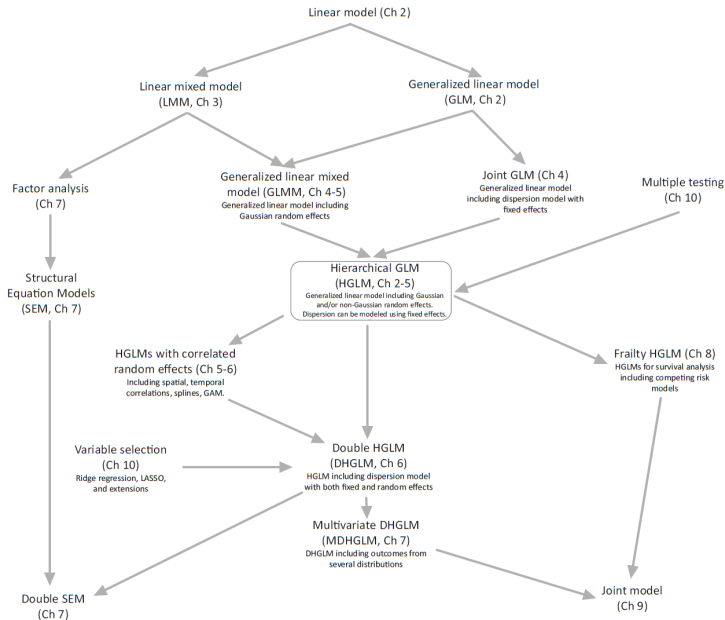 Linear model (Ch 2)
Linear mixed model
(LMM, Ch 3)
Generalized linear model
(GLM, Ch 2)
Factor analysis
(Ch 7)
Generalized linear mixed
model (GLMM, Ch 4-5)
Generalized linear model including
Gaussian random effects
Joint GLM (Ch 4)
Generalized linear model
including dispersion model with
fixed effects
Multiple testing
(Ch 10)
Structural
Equation Models
(SEM, Ch 7)
Hierarchical GLM
(HGLM, Ch 2-5)
Generalized linear model including Gaussian
and/or non-Gaussian random effects.
Dispersion can be modeled using fixed effects.
HGLMs with correlated
random effects (Ch 5-6)
Including spatial, temporal
correlations, splines, GAM.
Frailty HGLM (Ch 8)
HGLMs for survival analysis
including competing risk
models
Variable selection
(Ch 10)
Ridge regression, LASSO,
and extensions
Double HGLM
(DHGLM, Ch 6)
HGLM including dispersion model
with both fixed and random effects
Multivariate DHGLM
(MDHGLM, Ch 7)
DHGLM including outcomes from
several distributions
Double SEM
(Ch 7)
Joint model
(Ch 9)